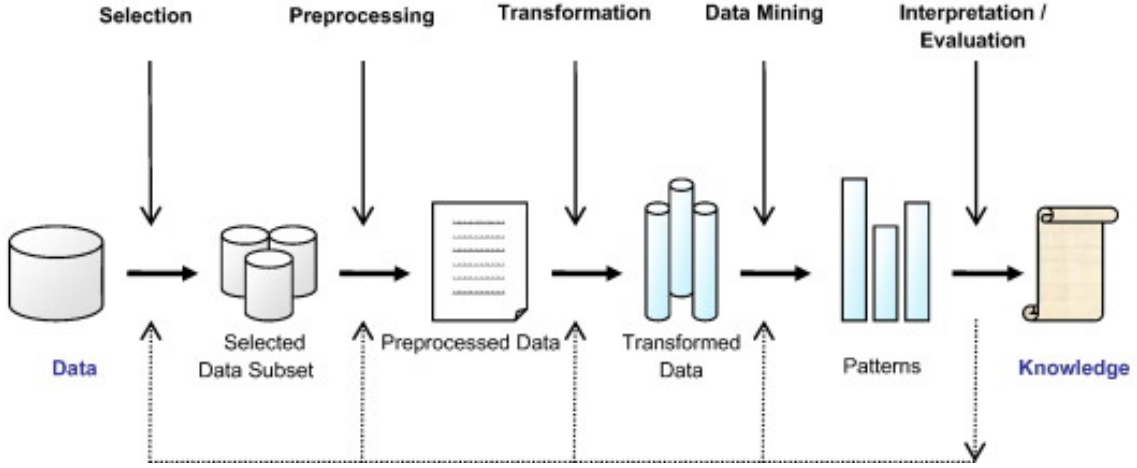 Selection
Preprocessing
Transformation
Data Mining
Interpretation /
Evaluation
Data
Selected
Data Subset
Preprocessed Data
Transformed
Data
Patterns
Knowledge